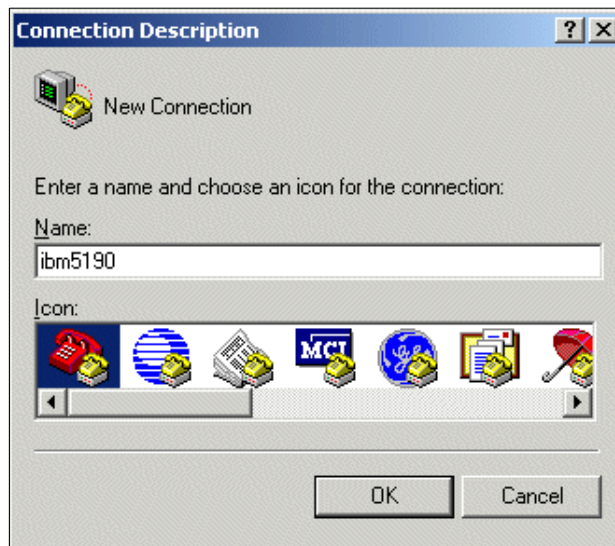 Connection Description
New Connection
Enter a name and choose an icon for the connection:
Name:
ibm5190
Icon:
MCI
OK Cancel